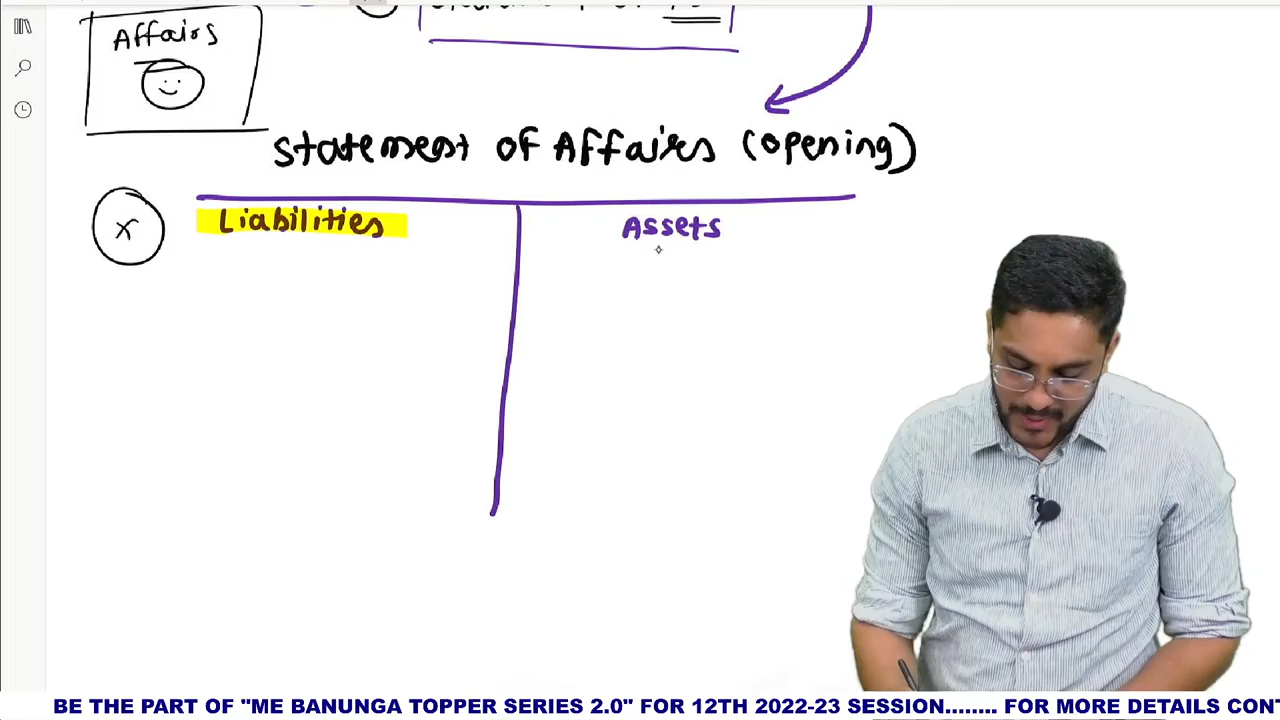 Affairs
Statement of Affairs (opening)
x
Liabilities
Assets
BE THE PART OF "ME BANUNGA TOPPER SERIES 2.0" FOR 12TH 2022-23 SESSION........ FOR MORE DETAILS CON